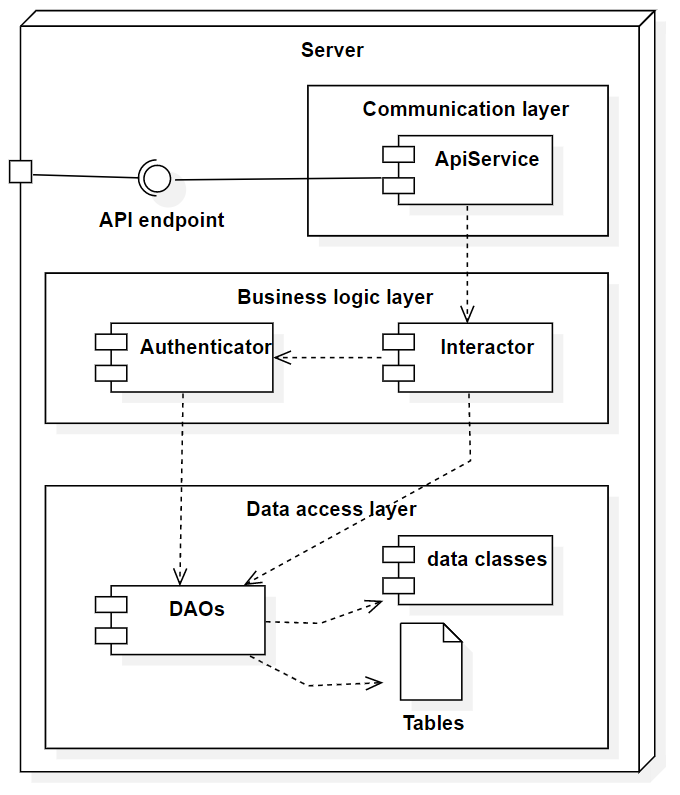 Server
Communication layer
ApiService
API endpoint
Business logic layer
Authenticator
Interactor
Data access layer
data classes
DAOs
Tables